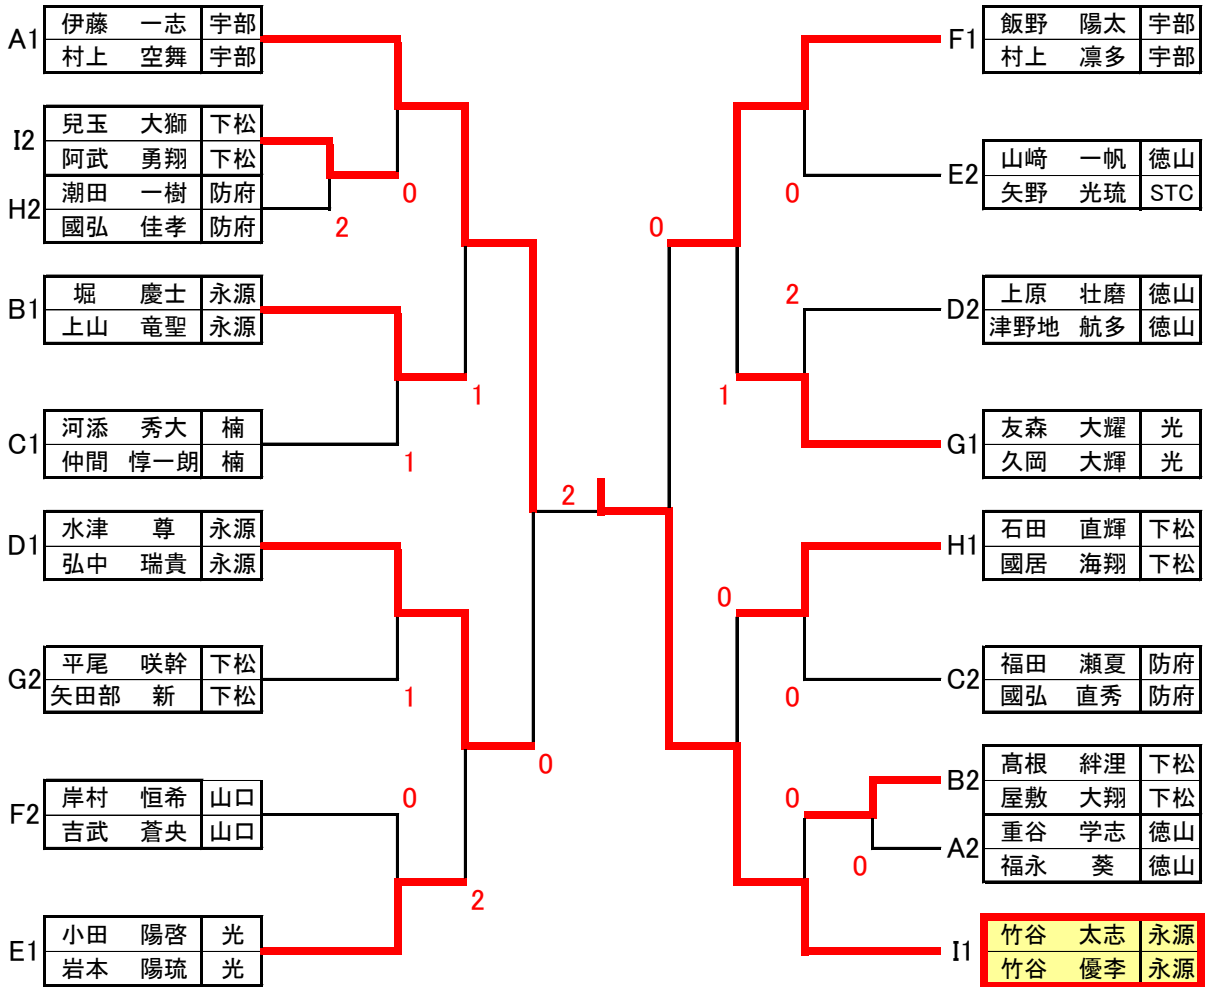 A1 伊藤 一志 宇部
村上 空舞 宇部
I2 兒玉 大獅 下松
阿武 勇翔 下松
H2 潮田 一樹 防府
國弘 佳孝 防府
0
2
B1 堀 慶士 永源
上山 竜聖 永源
1
C1 河添 秀大 楠
仲間 惇一朗 楠
1
D1 水津 尊 永源
弘中 瑞貴 永源
G2 平尾 咲幹 下松
矢田部 新 下松
1
0
F2 岸村 恒希 山口
吉武 蒼央 山口
0
2
E1 小田 陽啓 光
岩本 陽琉 光
2
F1 飯野 陽太 宇部
村上 凛多 宇部
E2 山﨑 一帆 徳山
矢野 光琉 STC
0
0
2
D2 上原 壮磨 徳山
津野地 航多 徳山
1
G1 友森 大耀 光
久岡 大輝 光
H1 石田 直輝 下松
國居 海翔 下松
0
C2 福田 瀬夏 防府
國弘 直秀 防府
0
B2 髙根 絆浬 下松
屋敷 大翔 下松
0
A2 重谷 学志 徳山
福永 葵 徳山
0
I1 竹谷 太志 永源
竹谷 優李 永源